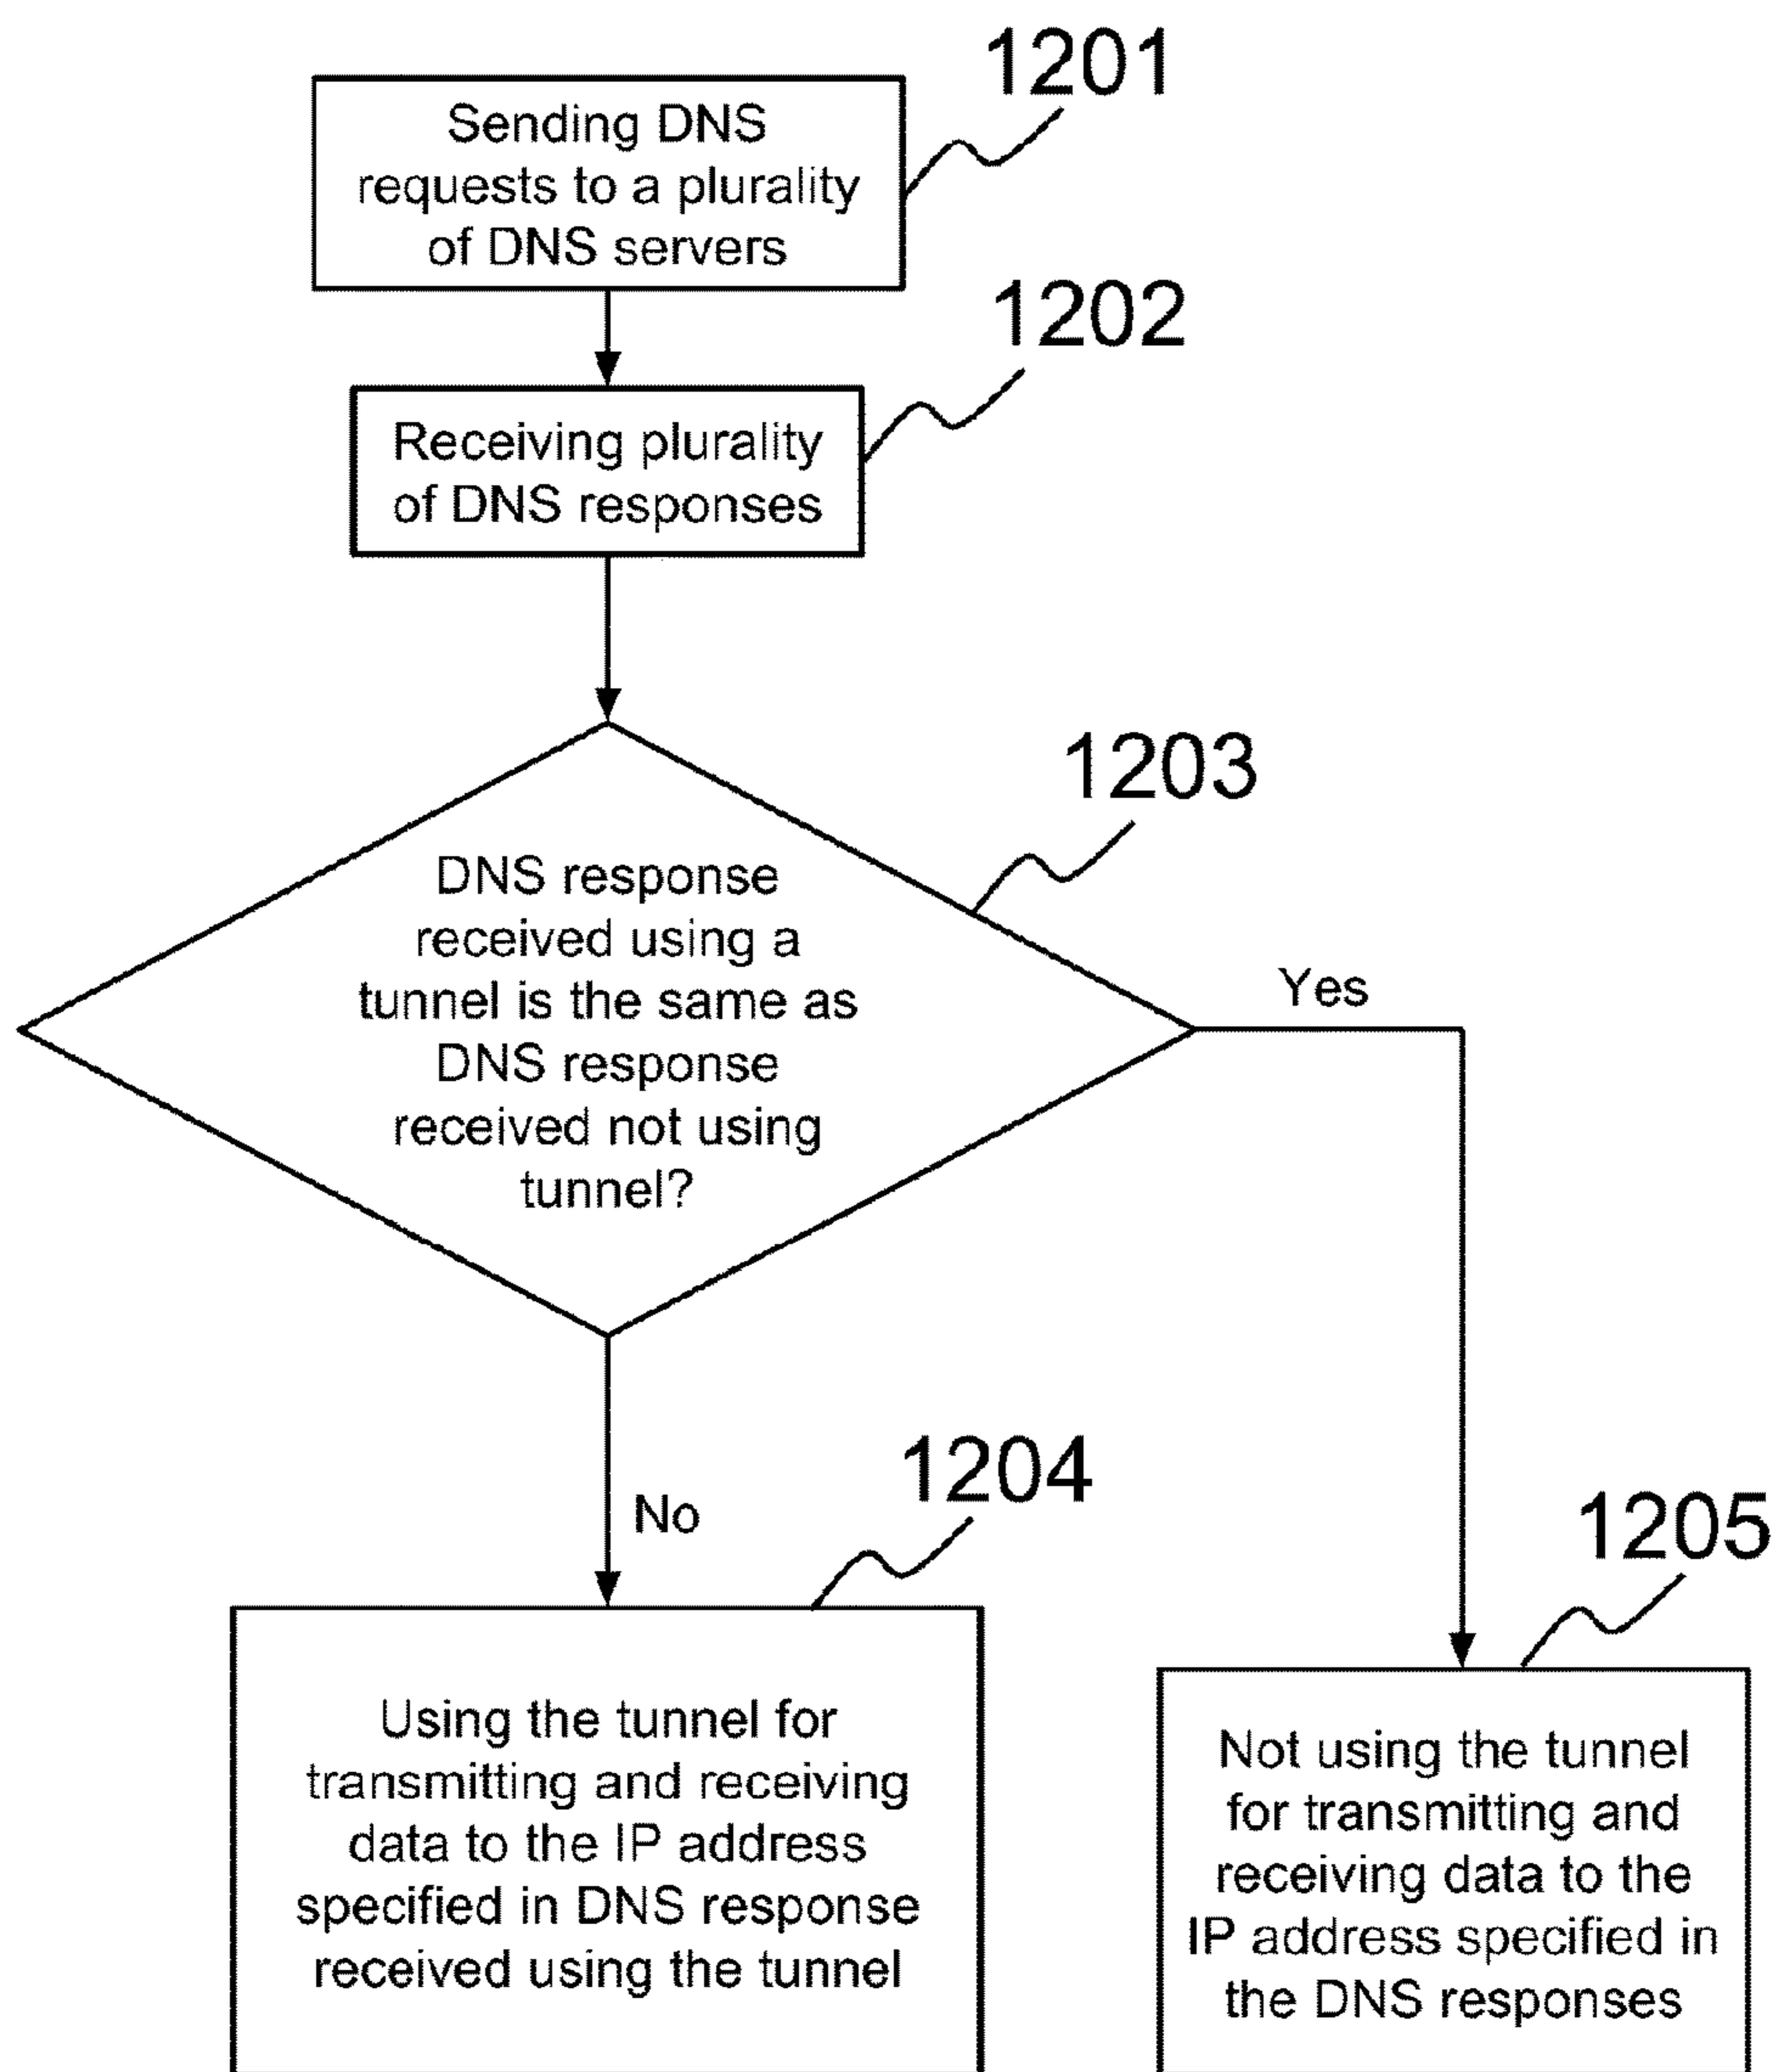 1201
Sending DNS
requests to a plurality
of DNS servers
1202
Receiving plurality
of DNS responses
1203
DNS response
received using a
tunnel is the same as
DNS response
received not using
tunnel?
Yes
No
1204
Using the tunnel for
transmitting and receiving
data to the IP address
specified in DNS response
received using the tunnel
1205
Not using the tunnel
for transmitting and
receiving data to the
IP address specified in
the DNS responses